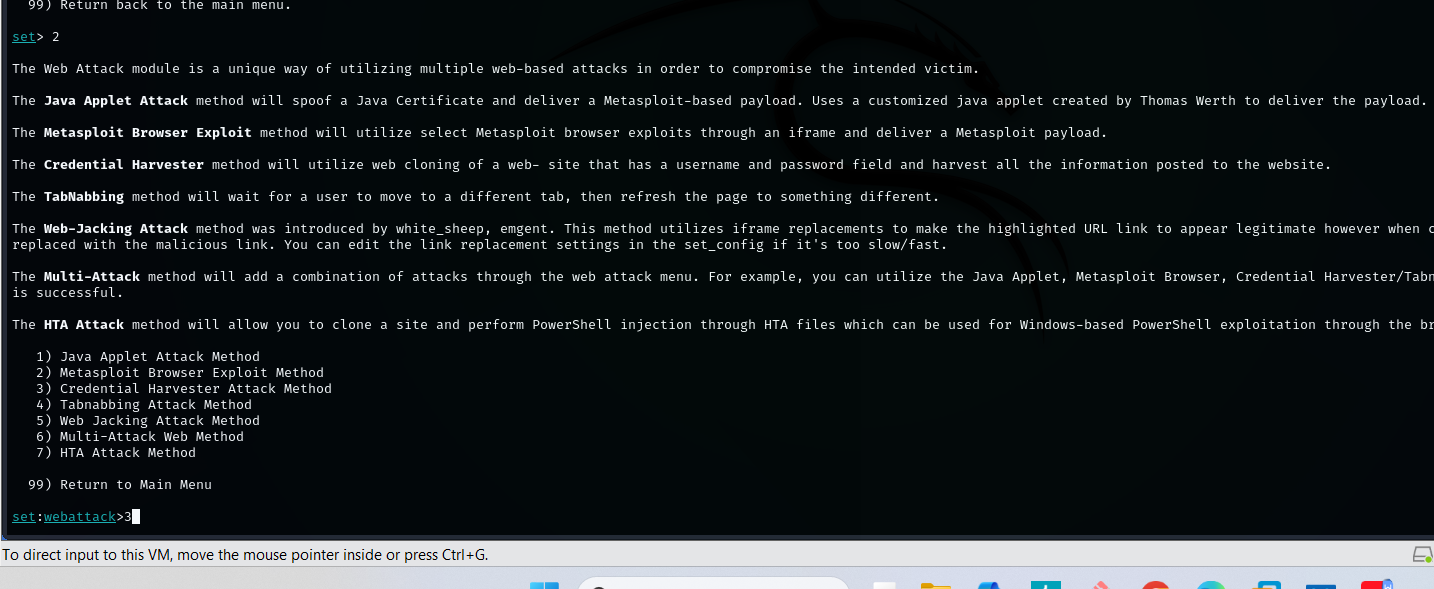 99) Return back to the main menu.
set> 2
The Web Attack module is a unique way of utilizing multiple web-based attacks in order to compromise the intended victim.
The Java Applet Attack method will spoof a Java Certificate and deliver a Metasploit-based payload. Uses a customized java applet created by Thomas Werth to deliver the payload.
The Metasploit Browser Exploit method will utilize select Metasploit browser exploits through an iframe and deliver a Metasploit payload.
The Credential Harvester method will utilize web cloning of a web- site that has a username and password field and harvest all the information posted to the website.
The TabNabbing method will wait for a user to move to a different tab, then refresh the page to something different.
The Web-Jacking Attack method was introduced by white_sheep, emgent. This method utilizes iframe replacements to make the highlighted URL link to appear legitimate however when
replaced with the malicious link. You can edit the link replacement settings in the set_config if it's too slow/fast.
The Multi-Attack method will add a combination of attacks through the web attack menu. For example, you can utilize the Java Applet, Metasploit Browser, Credential Harvester/Tabn
is successful.
The HTA Attack method will allow you to clone a site and perform PowerShell injection through HTA files which can be used for Windows-based PowerShell exploitation through the br
1) Java Applet Attack Method
2) Metasploit Browser Exploit Method
3) Credential Harvester Attack Method
4) Tabnabbing Attack Method
5) Web Jacking Attack Method
6) Multi-Attack Web Method
7) HTA Attack Method
99) Return to Main Menu
set:webattack>3
To direct input to this VM, move the mouse pointer inside or press Ctrl+G.